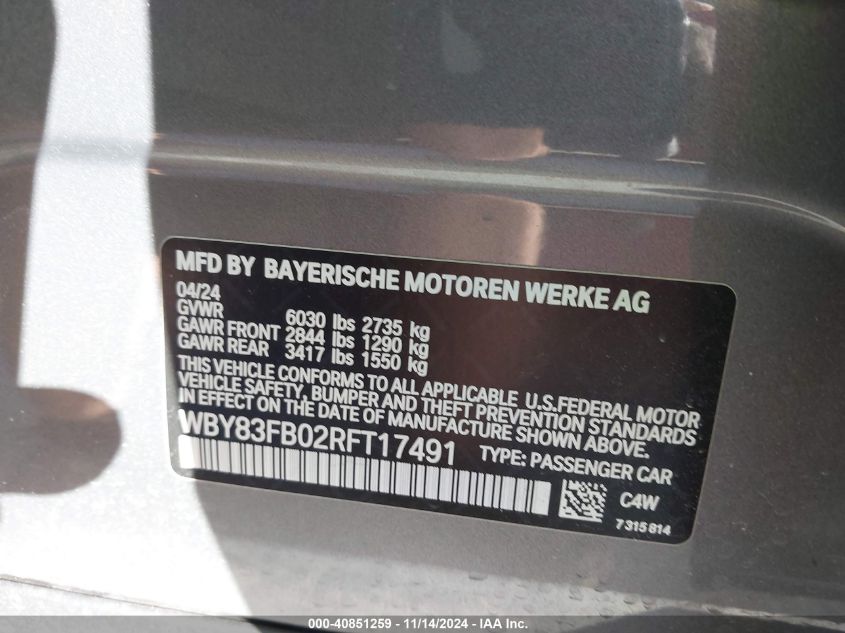 MFD BY BAYERISCHE MOTOREN WERKE AG
04/24
GVWR 6030 lbs 2735 kg
GAWR FRONT 2844 lbs 1290 kg
GAWR REAR 3417 lbs 1550 kg
THIS VEHICLE CONFORMS TO ALL APPLICABLE U.S.FEDERAL MOTOR
VEHICLE SAFETY, BUMPER AND THEFT PREVENTION STANDARDS
IN EFFECT ON THE DATE OF MANUFACTURE SHOWN ABOVE.
WBY83FB02RFT17491 TYPE: PASSENGER CAR
C4W
7 315 814
000-40851259 - 11/14/2024 - IAA Inc.